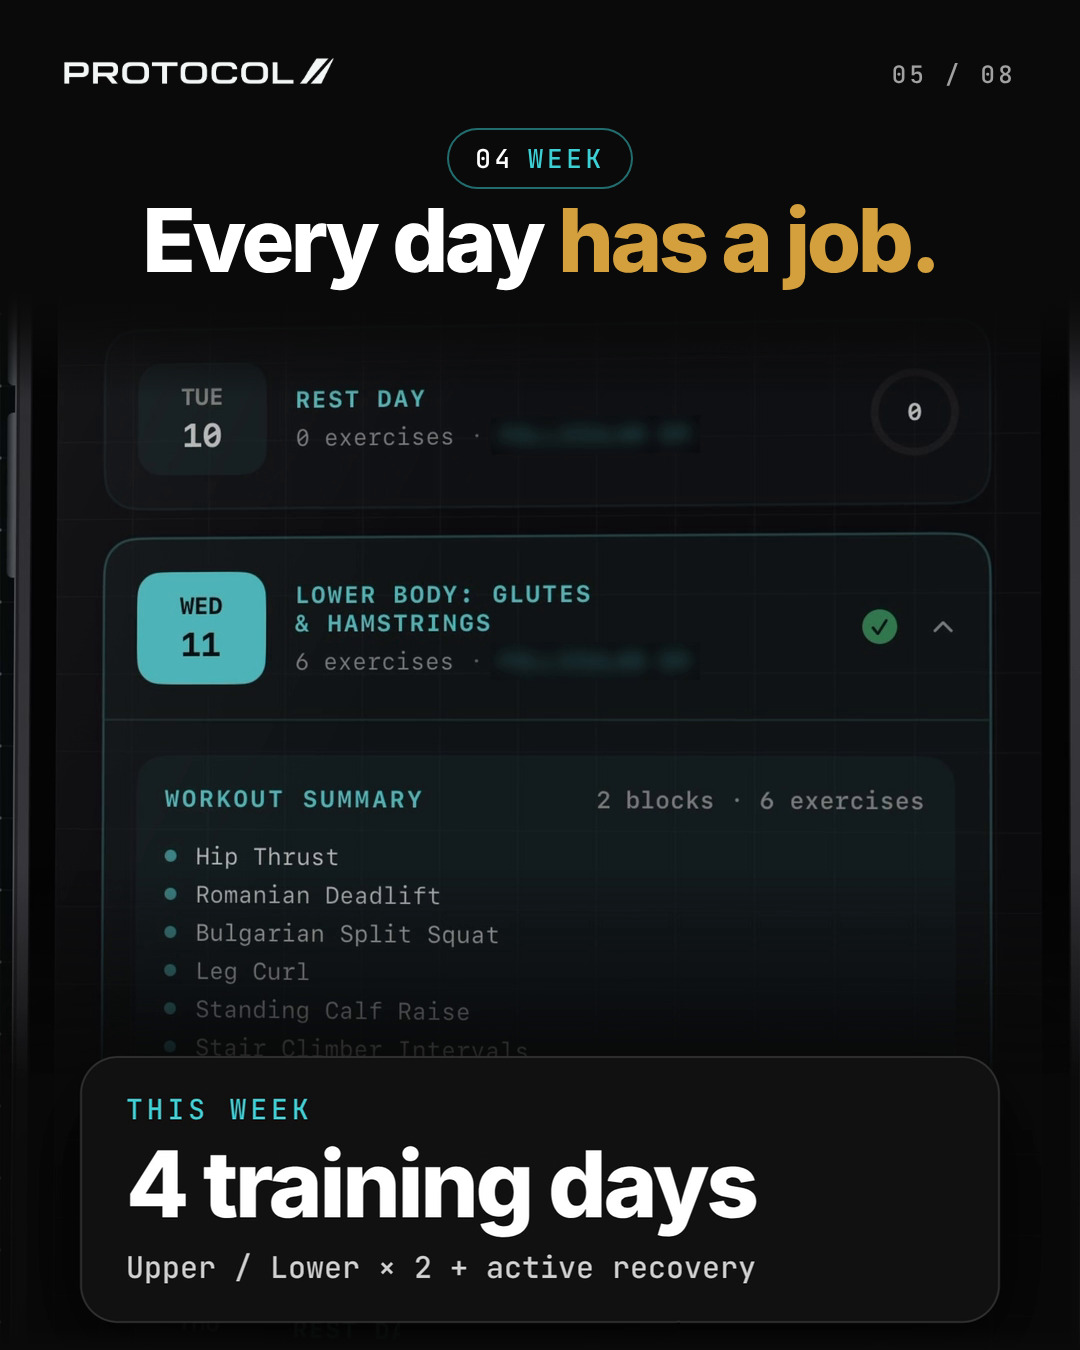 PROTOCOL
05 / 08
04 WEEK
Every day has a job.
TUE
10
REST DAY
0 exercises ·
0
WED
11
LOWER BODY: GLUTES
& HAMSTRINGS
6 exercises ·
WORKOUT SUMMARY
2 blocks · 6 exercises
Hip Thrust
Romanian Deadlift
Bulgarian Split Squat
Leg Curl
Standing Calf Raise
Stair Climber Intervals
THIS WEEK
4 training days
Upper / Lower × 2 + active recovery
REST